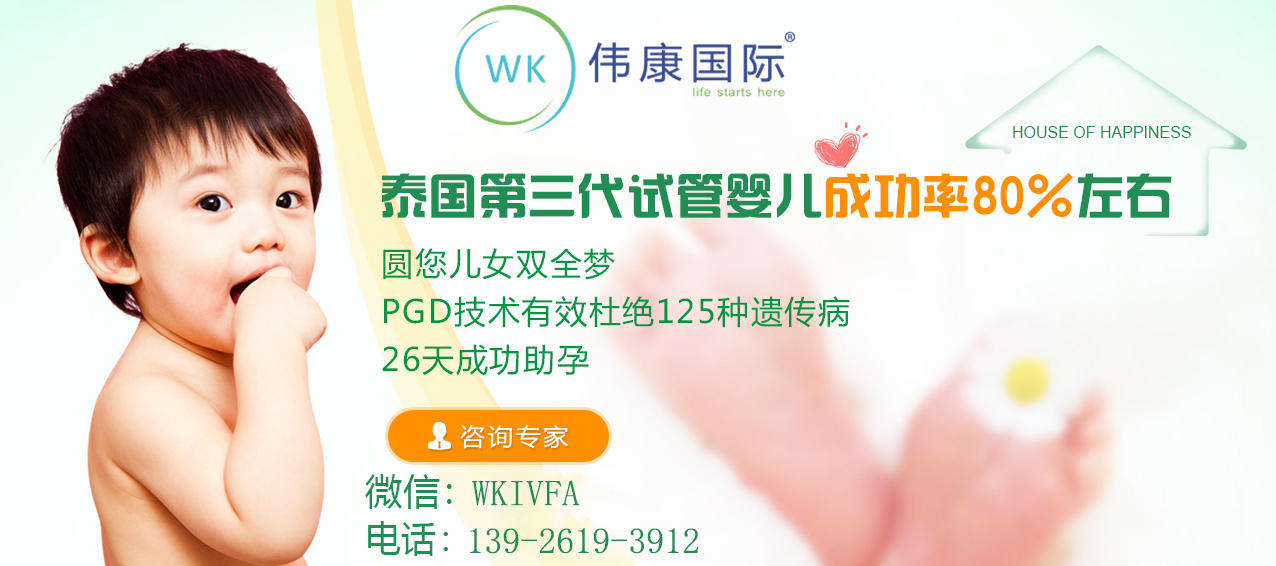 WK 伟康国际®
life starts here
HOUSE OF HAPPINESS
泰国第三代试管婴儿成功率80%左右
圆您儿女双全梦
PGD技术有效杜绝125种遗传病
26天成功助孕
咨询专家
微信：WKIVFA
电话：139-2619-3912